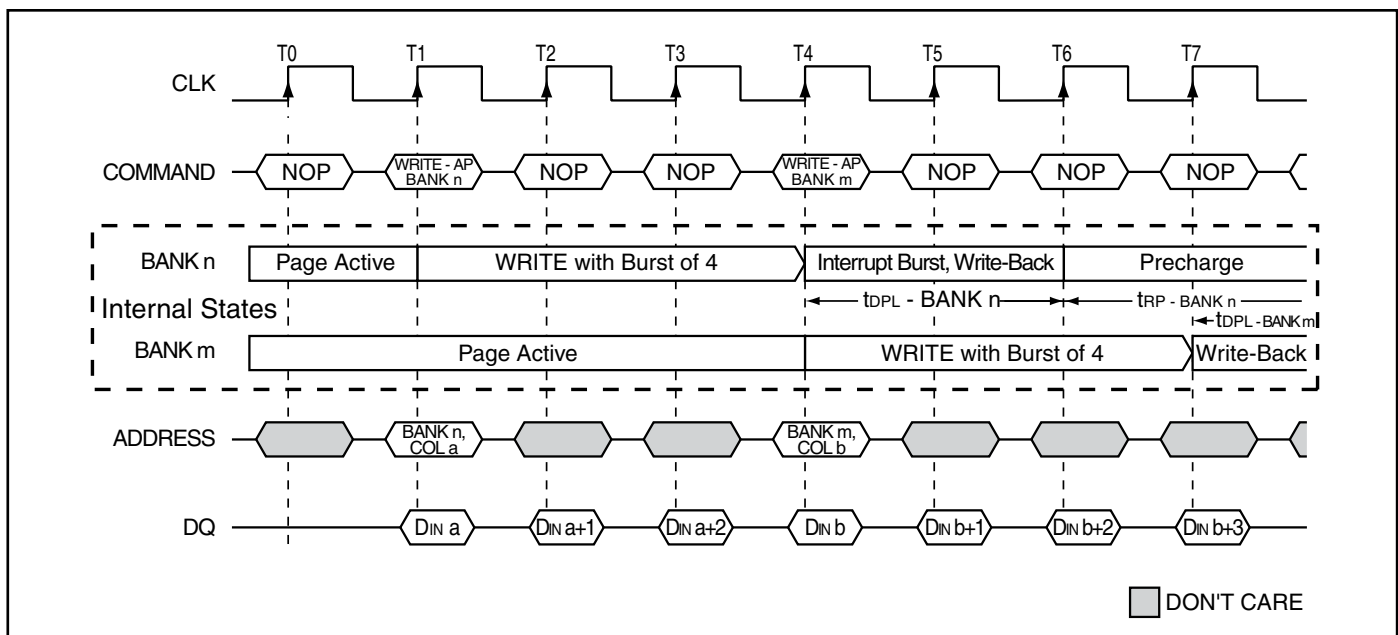 T0 T1 T2 T3 T4 T5 T6 T7
CLK
COMMAND NOP WRITE - AP BANK n NOP NOP WRITE - AP BANK m NOP NOP NOP
BANK n Page Active WRITE with Burst of 4 Interrupt Burst, Write-Back Precharge
tDPL - BANK n tRP - BANK n
Internal States
tDPL - BANK m
BANK m Page Active WRITE with Burst of 4 Write-Back
ADDRESS BANK n, COL a BANK m, COL b
DQ DIN a DIN a+1 DIN a+2 DIN b DIN b+1 DIN b+2 DIN b+3
DON'T CARE